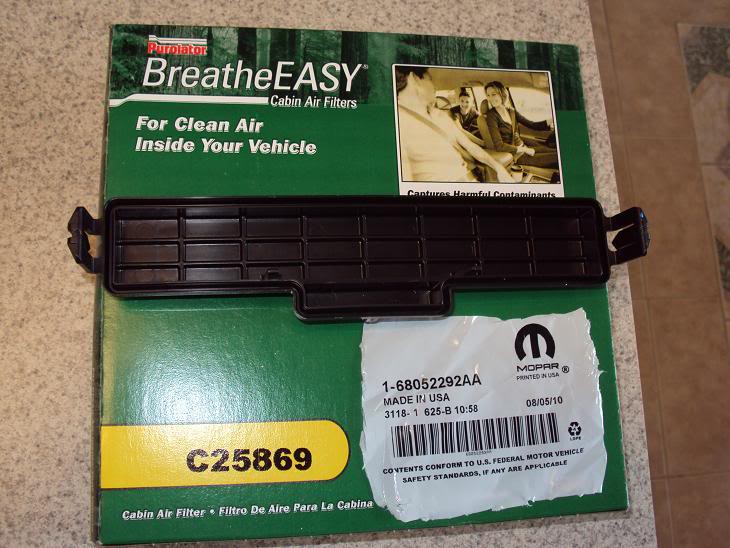 Purolator
BreatheEASY®
Cabin Air Filters
For Clean Air
Inside Your Vehicle
Captures Harmful Contaminants
MOPAR®
PRINTED IN USA
1-68052292AA
MADE IN USA
3118- 1 625-B 10:58 08/05/10
LDPE
CONTENTS CONFORM TO U.S. FEDERAL MOTOR VEHICLE
SAFETY STANDARDS, IF ANY ARE APPLICABLE
C25869
Cabin Air Filter • Filtro De Aire Para La Cabina